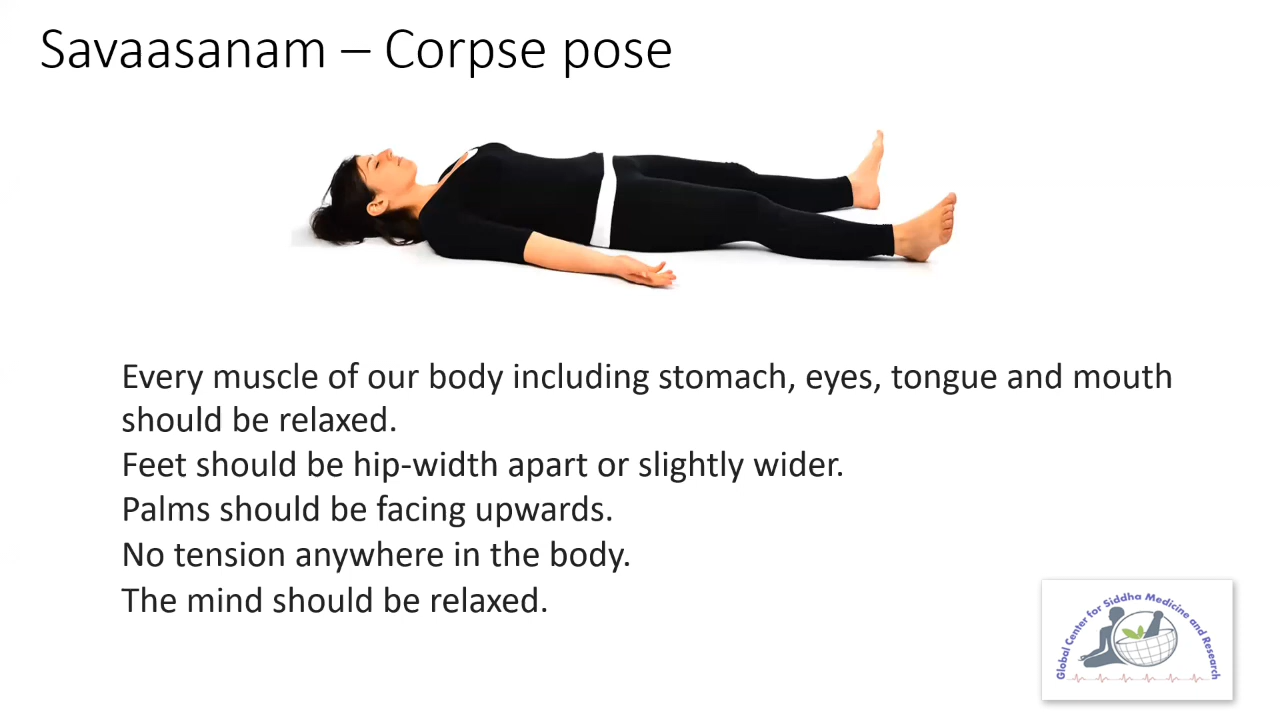 Savaasanam – Corpse pose
Every muscle of our body including stomach, eyes, tongue and mouth
should be relaxed.
Feet should be hip-width apart or slightly wider.
Palms should be facing upwards.
No tension anywhere in the body.
The mind should be relaxed.
Global Center for Siddha Medicine and Research